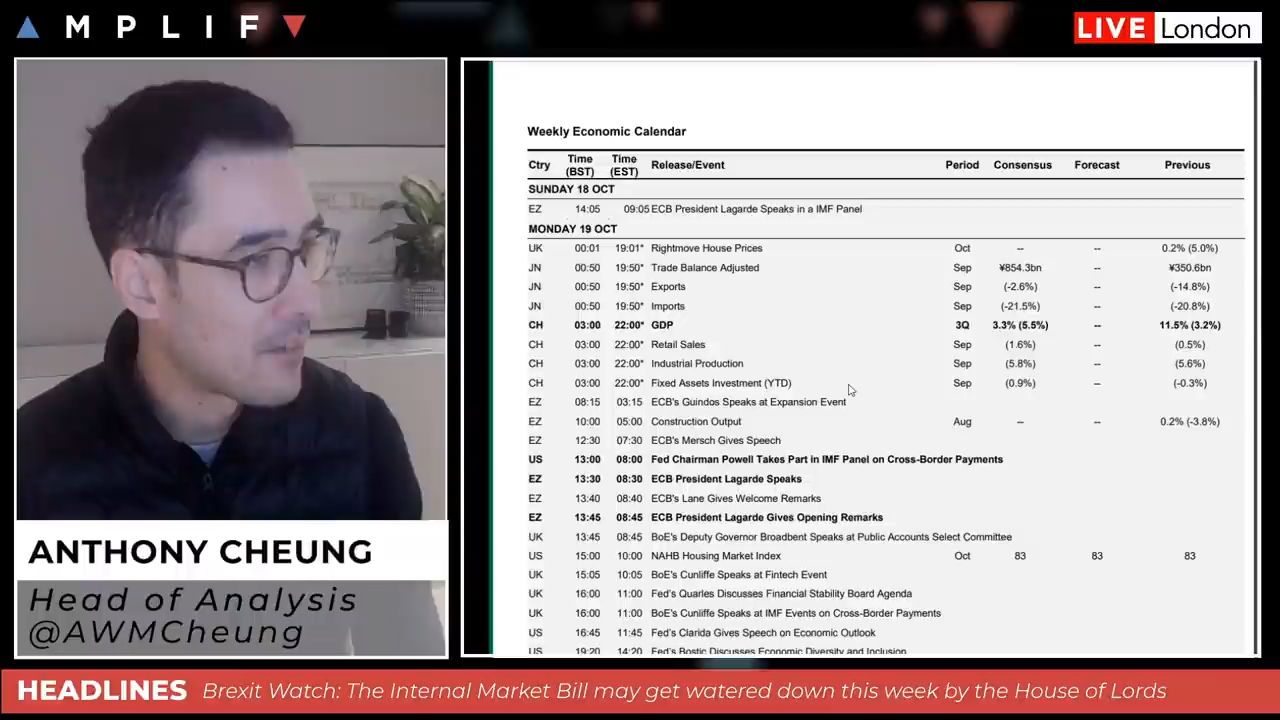 AMPLIFY
LIVE London
Weekly Economic Calendar
Ctry Time (BST) Time (EST) Release/Event Period Consensus Forecast Previous
SUNDAY 18 OCT
EZ 14:05 09:05 ECB President Lagarde Speaks in a IMF Panel
MONDAY 19 OCT
UK 00:01 19:01* Rightmove House Prices Oct -- -- 0.2% (5.0%)
JN 00:50 19:50* Trade Balance Adjusted Sep ¥854.3bn -- ¥350.6bn
JN 00:50 19:50* Exports Sep (-2.6%) -- (-14.8%)
JN 00:50 19:50* Imports Sep (-21.5%) -- (-20.8%)
CH 03:00 22:00* GDP 3Q 3.3% (5.5%) -- 11.5% (3.2%)
CH 03:00 22:00* Retail Sales Sep (1.6%) -- (0.5%)
CH 03:00 22:00* Industrial Production Sep (5.8%) -- (5.6%)
CH 03:00 22:00* Fixed Assets Investment (YTD) Sep (0.9%) -- (-0.3%)
EZ 08:15 03:15 ECB's Guindos Speaks at Expansion Event
EZ 10:00 05:00 Construction Output Aug -- -- 0.2% (-3.8%)
EZ 12:30 07:30 ECB's Mersch Gives Speech
US 13:00 08:00 Fed Chairman Powell Takes Part in IMF Panel on Cross-Border Payments
EZ 13:30 08:30 ECB President Lagarde Speaks
EZ 13:40 08:40 ECB's Lane Gives Welcome Remarks
EZ 13:45 08:45 ECB President Lagarde Gives Opening Remarks
UK 13:45 08:45 BoE's Deputy Governor Broadbent Speaks at Public Accounts Select Committee
US 15:00 10:00 NAHB Housing Market Index Oct 83 83 83
UK 15:05 10:05 BoE's Cunliffe Speaks at Fintech Event
UK 16:00 11:00 Fed's Quarles Discusses Financial Stability Board Agenda
UK 16:00 11:00 BoE's Cunliffe Speaks at IMF Events on Cross-Border Payments
US 16:45 11:45 Fed's Clarida Gives Speech on Economic Outlook
US 19:20 14:20 Fed's Bostic Discusses Economic Diversity and Inclusion
ANTHONY CHEUNG
Head of Analysis
@AWMCheung
HEADLINES Brexit Watch: The Internal Market Bill may get watered down this week by the House of Lords